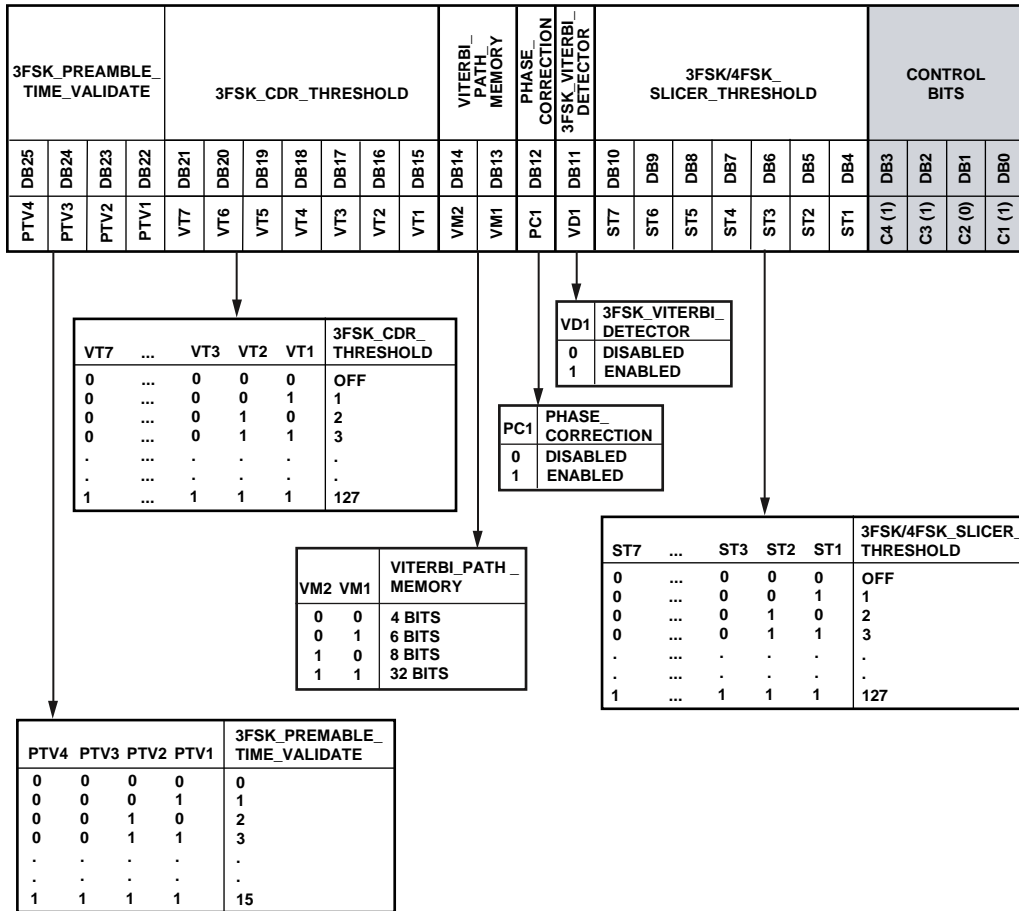 3FSK_PREAMBLE_
TIME_VALIDATE
3FSK_CDR_THRESHOLD
VITERBI_
PATH_
MEMORY
PHASE_
CORRECTION
3FSK_VITERBI_
DETECTOR
3FSK/4FSK_
SLICER_THRESHOLD
CONTROL
BITS
DB25 DB24 DB23 DB22 DB21 DB20 DB19 DB18 DB17 DB16 DB15 DB14 DB13 DB12 DB11 DB10 DB9 DB8 DB7 DB6 DB5 DB4 DB3 DB2 DB1 DB0
PTV4 PTV3 PTV2 PTV1 VT7 VT6 VT5 VT4 VT3 VT2 VT1 VM2 VM1 PC1 VD1 ST7 ST6 ST5 ST4 ST3 ST2 ST1 C4 (1) C3 (1) C2 (0) C1 (1)
VT7 ... VT3 VT2 VT1 3FSK_CDR_
THRESHOLD
0 ... 0 0 0 OFF
0 ... 0 0 1 1
0 ... 0 1 0 2
0 ... 0 1 1 3
. ... . . . .
. ... . . . .
1 ... 1 1 1 127
VD1 3FSK_VITERBI_
DETECTOR
0 DISABLED
1 ENABLED
PC1 PHASE_
CORRECTION
0 DISABLED
1 ENABLED
ST7 ... ST3 ST2 ST1 3FSK/4FSK_SLICER_
THRESHOLD
0 ... 0 0 0 OFF
0 ... 0 0 1 1
0 ... 0 1 0 2
0 ... 0 1 1 3
. ... . . . .
. ... . . . .
1 ... 1 1 1 127
VM2 VM1 VITERBI_PATH _
MEMORY
0 0 4 BITS
0 1 6 BITS
1 0 8 BITS
1 1 32 BITS
PTV4 PTV3 PTV2 PTV1 3FSK_PREMABLE_
TIME_VALIDATE
0 0 0 0 0
0 0 0 1 1
0 0 1 0 2
0 0 1 1 3
. . . . .
. . . . .
1 1 1 1 15